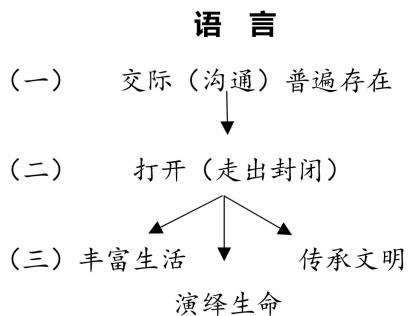 语 言
（一） 交际（沟通）普遍存在
（二） 打开（走出封闭）
（三）丰富生活 传承文明
演绎生命